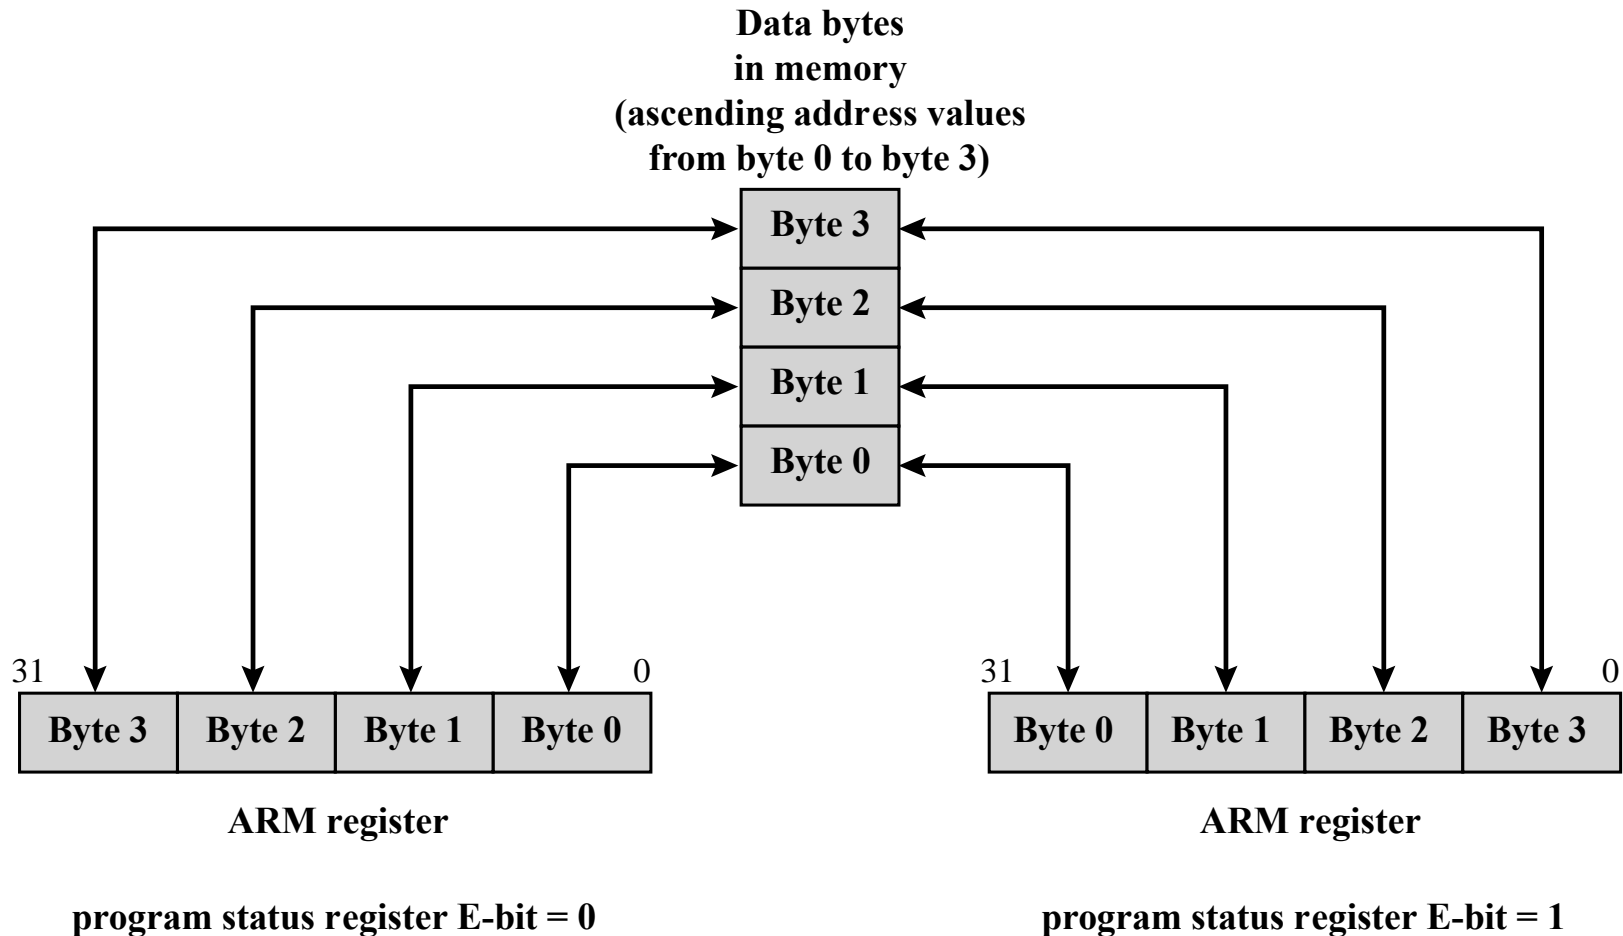 Data bytes
in memory
(ascending address values
from byte 0 to byte 3)
Byte 3
Byte 2
Byte 1
Byte 0
31 0
Byte 3 Byte 2 Byte 1 Byte 0
ARM register
program status register E-bit = 0
31 0
Byte 0 Byte 1 Byte 2 Byte 3
ARM register
program status register E-bit = 1